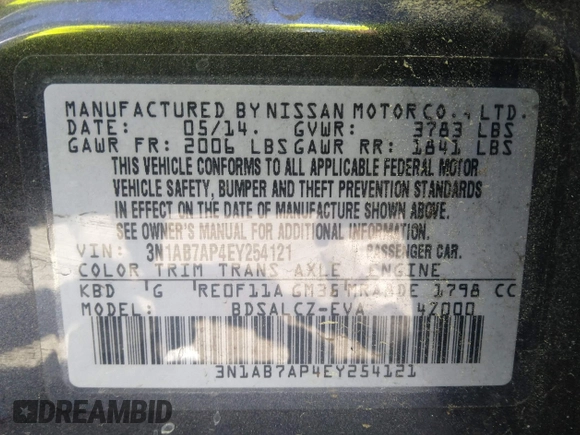 MANUFACTURED BY NISSAN MOTOR CO., LTD.
DATE: 05/14. GVWR: 3783 LBS
GAWR FR: 2006 LBS GAWR RR: 1841 LBS
THIS VEHICLE CONFORMS TO ALL APPLICABLE FEDERAL MOTOR
VEHICLE SAFETY, BUMPER AND THEFT PREVENTION STANDARDS
IN EFFECT ON THE DATE OF MANUFACTURE SHOWN ABOVE.
SEE OWNER'S MANUAL FOR ADDITIONAL INFORMATION.
VIN: 3N1AB7AP4EY254121 PASSENGER CAR.
COLOR TRIM TRANS AXLE ENGINE
KBD G RE0F11A GM38 MRA8DE 1798 CC
MODEL: BDSALCZ-EVA 42000
3N1AB7AP4EY254121
DREAMBID